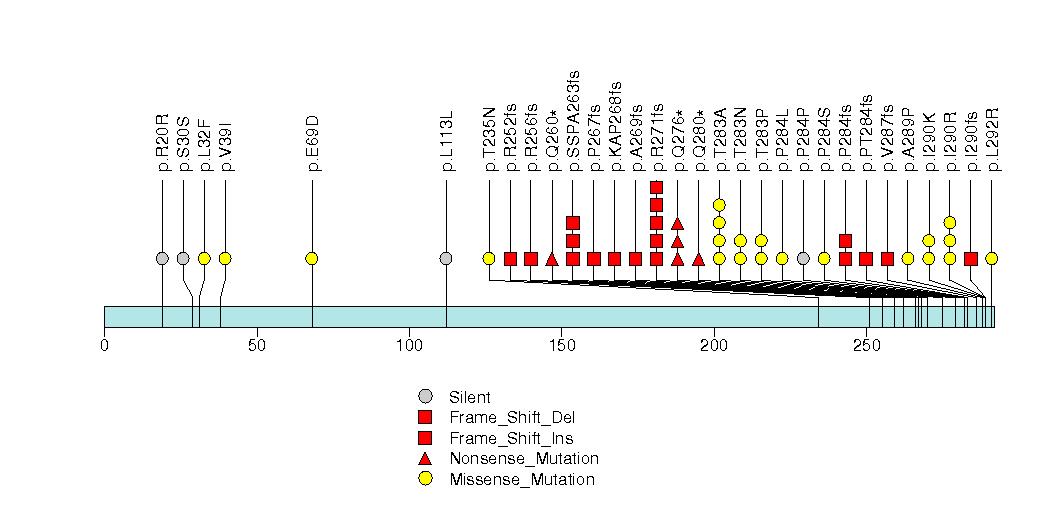 p.R20R
p.S30S
p.L32F
p.V39I
p.E69D
p.L113L
p.T235N
p.R252fs
p.R256fs
p.Q260*
p.SSPA263fs
p.P267fs
p.KAP268fs
p.A269fs
p.R271fs
p.Q276*
p.Q280*
p.T283A
p.T283N
p.T283P
p.P284L
p.P284P
p.P284S
p.P284fs
p.PT284fs
p.V287fs
p.A289P
p.I290K
p.I290R
p.I290fs
p.L292R
0 50 100 150 200 250
Silent
Frame_Shift_Del
Frame_Shift_Ins
Nonsense_Mutation
Missense_Mutation